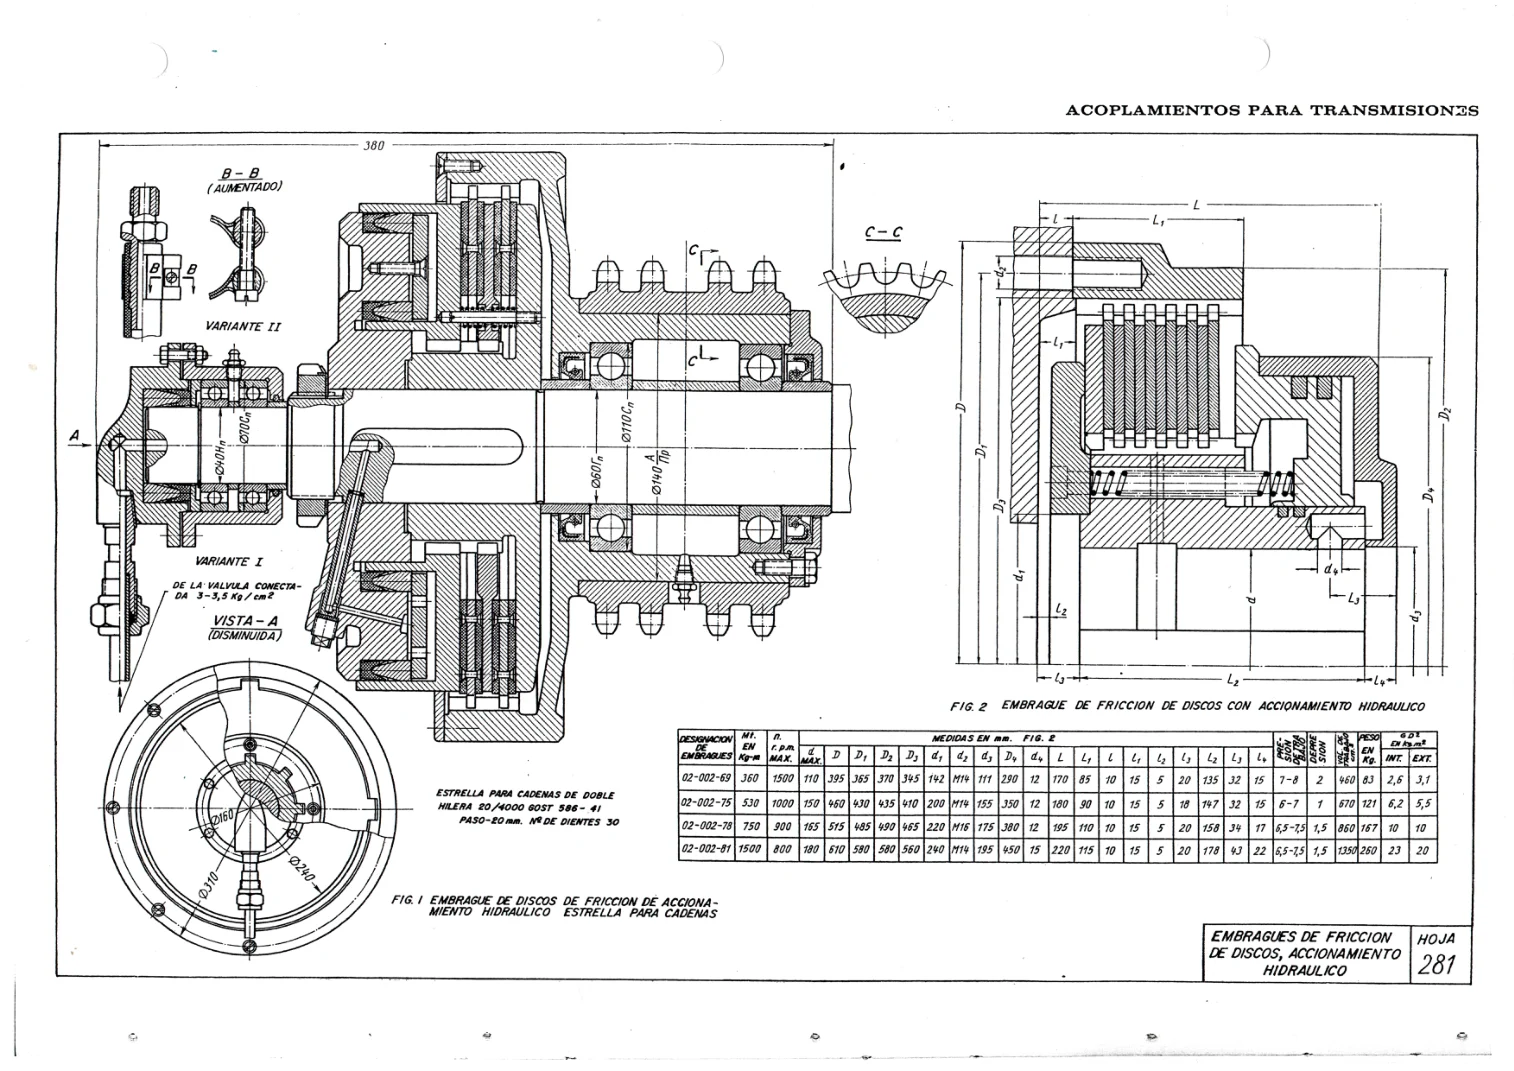 ACOPLAMIENTOS PARA TRANSMISIONES
380
B - B
(AUMENTADO)
B B
VARIANTE II
C
C - C
C
A
Ø40Hп
Ø70Cп
Ø60Гп
Ø110Cп
Ø140 A/Пр
VARIANTE I
DE LA VALVULA CONECTA-
DA 3-3,5 Kg/cm²
VISTA - A
(DISMINUIDA)
Ø160
Ø310
Ø240
ESTRELLA PARA CADENAS DE DOBLE
HILERA 20/4000 GOST 586 - 41
PASO-20 mm. Nº DE DIENTES 30
FIG. 1 EMBRAGUE DE DISCOS DE FRICCION DE ACCIONA-
MIENTO HIDRAULICO ESTRELLA PARA CADENAS
L
l L₁
d₂
l₁
D D₁ D₃ d₁
D₂ D₄
d₄
L₃
l₂
d
d₃
l₃ L₂ L₄
FIG. 2 EMBRAGUE DE FRICCION DE DISCOS CON ACCIONAMIENTO HIDRAULICO
DESIGNACION DE EMBRAGUES Mt. EN Kg-m n. r.p.m. MAX. MEDIDAS EN mm. FIG. 2 PRESION DE TRABAJO DEPRESION VOL. DE TRABAJO cm³ PESO EN Kg. G D² EN Kg.m²
d MAX. D D₁ D₂ D₃ d₁ d₂ d₃ D₄ d₄ L L₁ l l₁ l₂ l₃ L₂ L₃ L₄ INT. EXT.
02-002-69 360 1500 110 395 365 370 345 142 M14 111 290 12 170 85 10 15 5 20 135 32 15 7-8 2 460 83 2,6 3,1
02-002-75 530 1000 150 460 430 435 410 200 M14 155 350 12 180 90 10 15 5 18 147 32 15 6-7 1 670 121 6,2 5,5
02-002-78 750 900 165 515 485 490 465 220 M16 175 380 12 195 110 10 15 5 20 158 34 17 6,5-7,5 1,5 860 167 10 10
02-002-81 1500 800 180 610 580 580 560 240 M14 195 450 15 220 115 10 15 5 20 178 43 22 6,5-7,5 1,5 1350 260 23 20
EMBRAGUES DE FRICCION
DE DISCOS, ACCIONAMIENTO
HIDRAULICO
HOJA
281